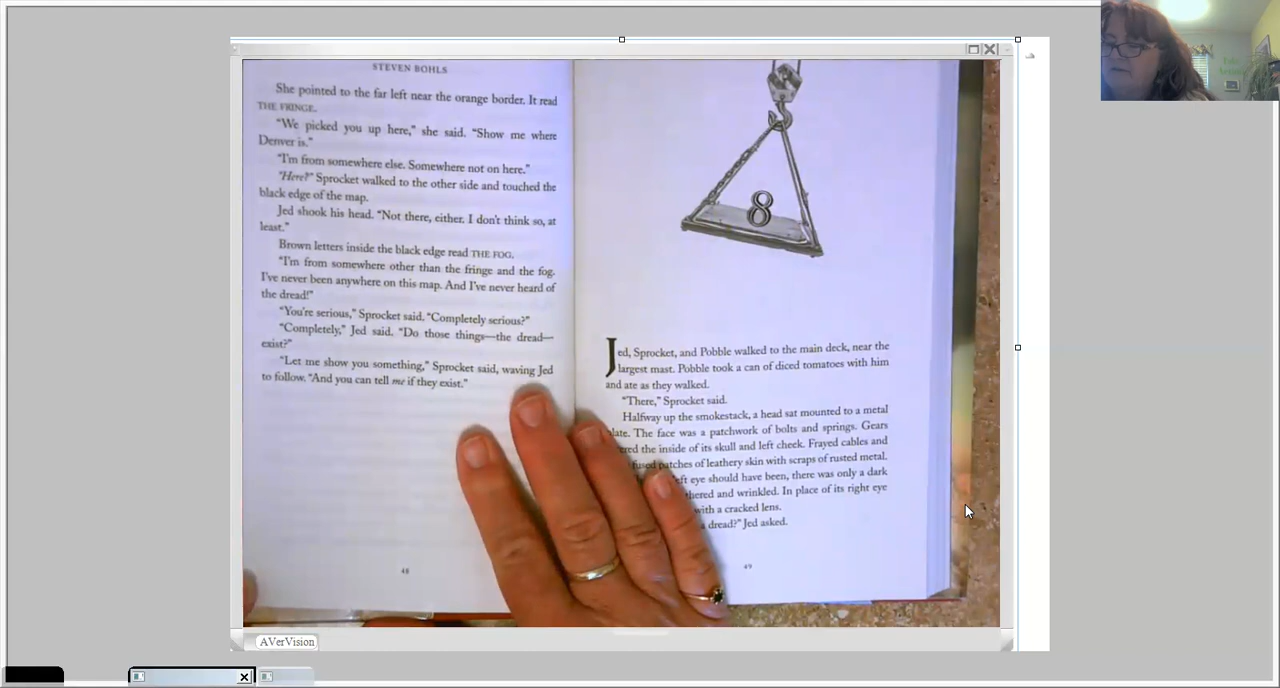 STEVEN BOHLS
She pointed to the far left near the orange border. It read
THE FRINGE.
"We picked you up here," she said. "Show me where
Denver is."
"I'm from somewhere else. Somewhere not on here."
"Here?" Sprocket walked to the other side and touched the
black edge of the map.
Jed shook his head. "Not there, either. I don't think so, at
least."
Brown letters inside the black edge read THE FOG.
"I'm from somewhere other than the fringe and the fog.
I've never been anywhere on this map. And I've never heard of
the dread!"
"You're serious," Sprocket said. "Completely serious?"
"Completely," Jed said. "Do those things—the dread—
exist?"
"Let me show you something," Sprocket said, waving Jed
to follow. "And you can tell me if they exist."
48
8
Jed, Sprocket, and Pobble walked to the main deck, near the
largest mast. Pobble took a can of diced tomatoes with him
and ate as they walked.
"There," Sprocket said.
Halfway up the smokestack, a head sat mounted to a metal
The face was a patchwork of bolts and springs. Gears
the inside of its skull and left cheek. Frayed cables and
fused patches of leathery skin with scraps of rusted metal.
left eye should have been, there was only a dark
and wrinkled. In place of its right eye
with a cracked lens.
a dread?" Jed asked.
49
AVerVision